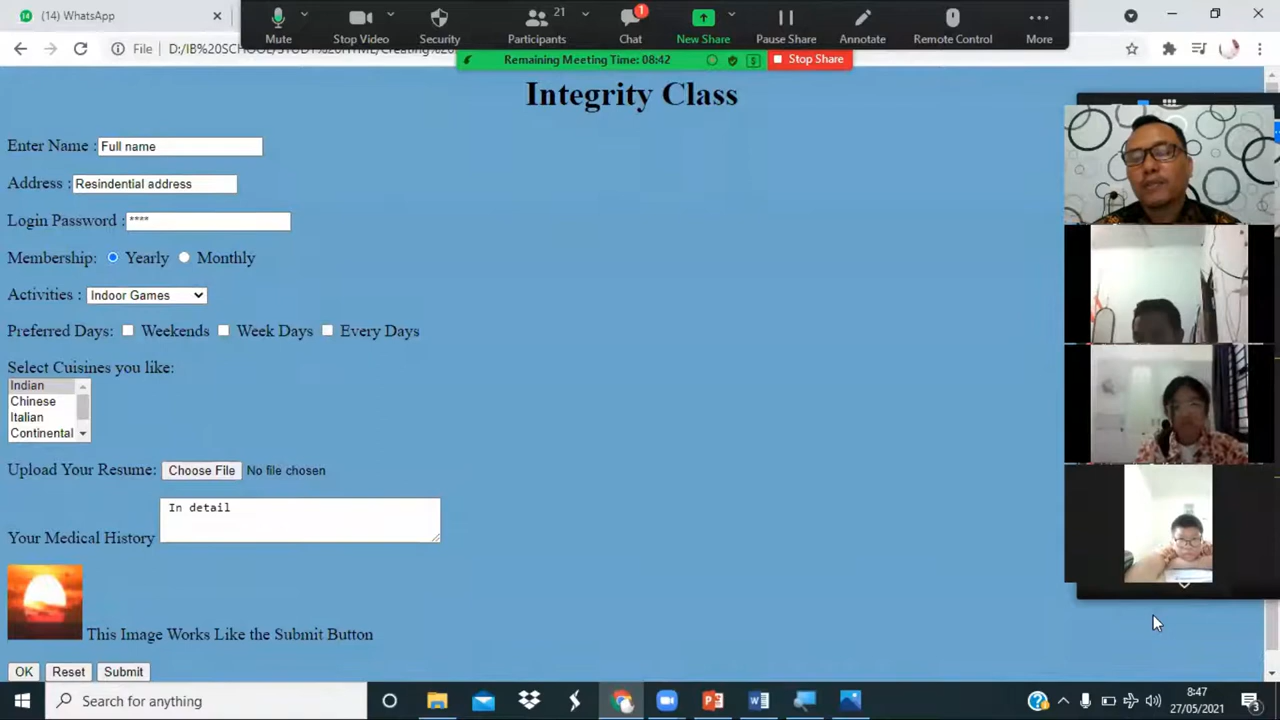 (14) WhatsApp
14
21
1
Mute
Stop Video
Security
Participants
Chat
New Share
Pause Share
Annotate
Remote Control
More
File
Remaining Meeting Time: 08:42
Stop Share
Integrity Class
Enter Name : Full name
Address : Resindential address
Login Password : ****
Membership: Yearly Monthly
Activities : Indoor Games
Preferred Days: Weekends Week Days Every Days
Select Cuisines you like:
Indian
Chinese
Italian
Continental
Upload Your Resume: Choose File No file chosen
In detail
Your Medical History
This Image Works Like the Submit Button
OK Reset Submit
Search for anything
8:47
27/05/2021
3